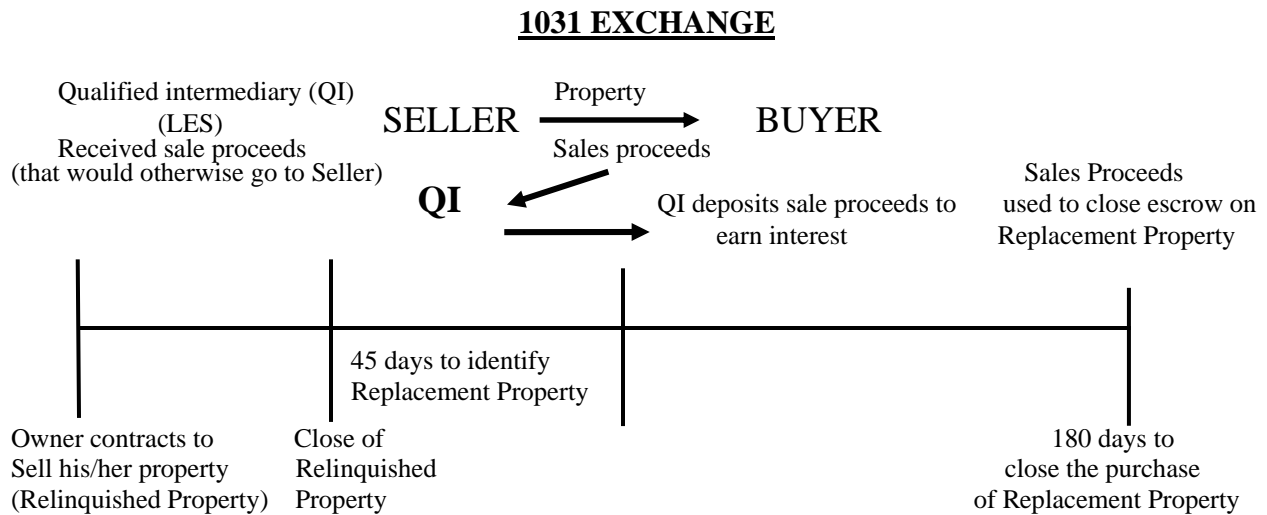 1031 EXCHANGE
Qualified intermediary (QI)
(LES)
Received sale proceeds
(that would otherwise go to Seller)
SELLER
Property
BUYER
Sales proceeds
QI
QI deposits sale proceeds to
earn interest
Sales Proceeds
used to close escrow on
Replacement Property
45 days to identify
Replacement Property
Owner contracts to
Sell his/her property
(Relinquished Property)
Close of
Relinquished
Property
180 days to
close the purchase
of Replacement Property